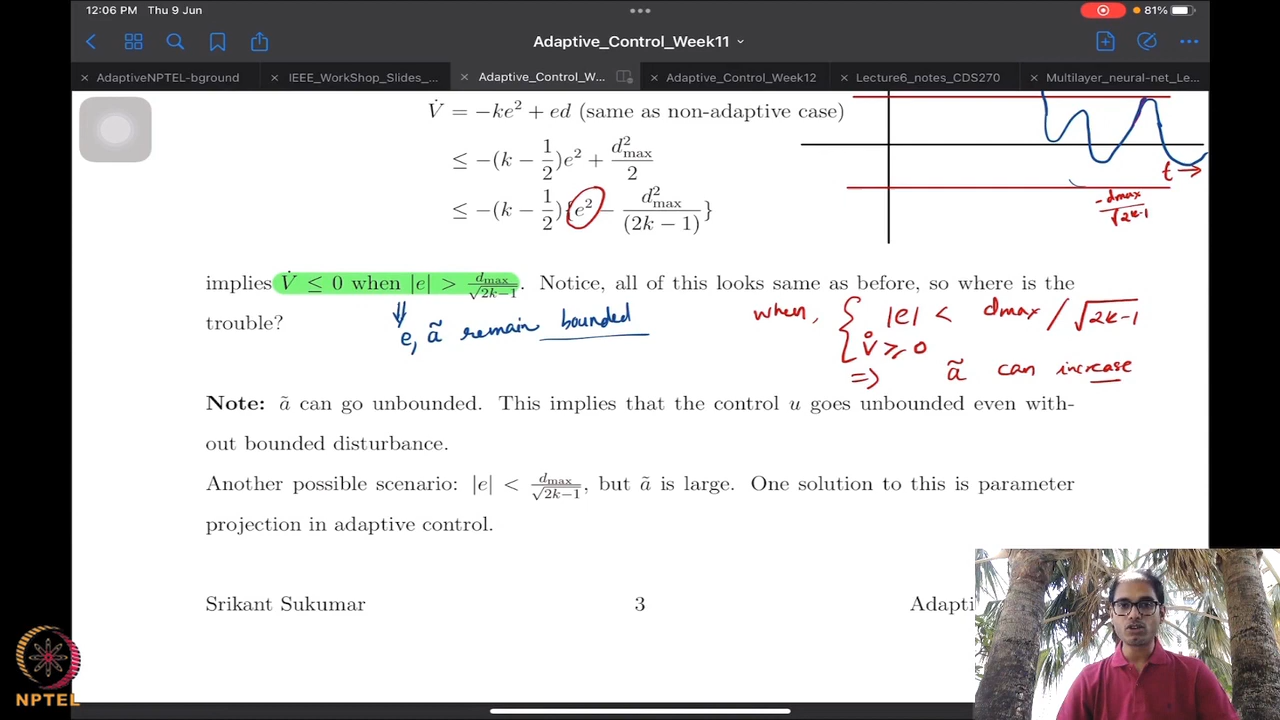 12:06 PM Thu 9 Jun
81%
Adaptive_Control_Week11
AdaptiveNPTEL-bground
IEEE_WorkShop_Slides_...
Adaptive_Control_W...
Adaptive_Control_Week12
Lecture6_notes_CDS270
Multilayer_neural-net_Le...
V̇ = −ke² + ed (same as non-adaptive case)
≤ −(k − 1/2)e² + d²max/2
≤ −(k − 1/2){e² − d²max/(2k − 1)}
t →
−dmax/√2k-1
implies V̇ ≤ 0 when |e| > dmax/√2k−1. Notice, all of this looks same as before, so where is the
trouble?
⇓
e, ã remain bounded
when, { |e| < dmax / √2k-1
V̇ ≥ 0
=> ã can increase
Note: ã can go unbounded. This implies that the control u goes unbounded even with-
out bounded disturbance.
Another possible scenario: |e| < dmax/√2k−1, but ã is large. One solution to this is parameter
projection in adaptive control.
Srikant Sukumar
3
Adapti
NPTEL